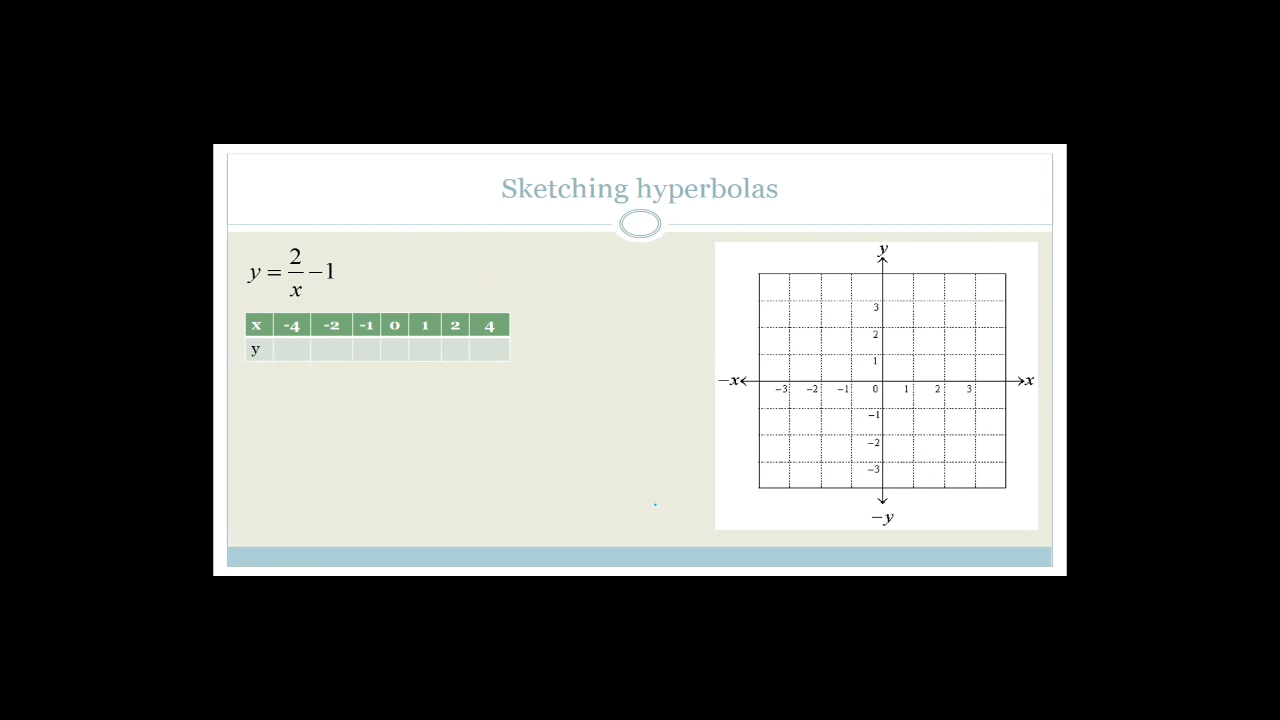 Sketching hyperbolas
y = 2/x − 1
x -4 -2 -1 0 1 2 4
y
y
3
2
1
−x −3 −2 −1 0 1 2 3 x
−1
−2
−3
−y